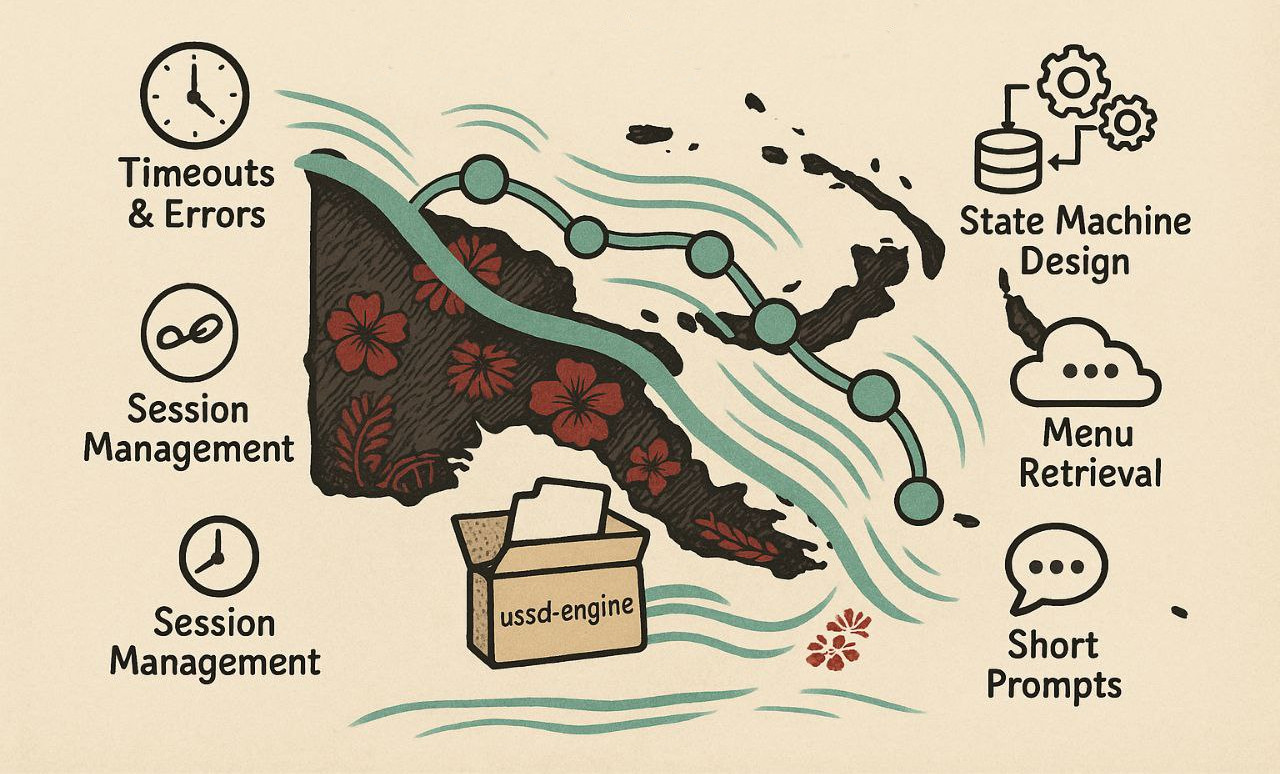 Timeouts
& Errors
Session
Management
Session
Management
ussd-engine
State Machine
Design
Menu
Retrieval
Short
Prompts